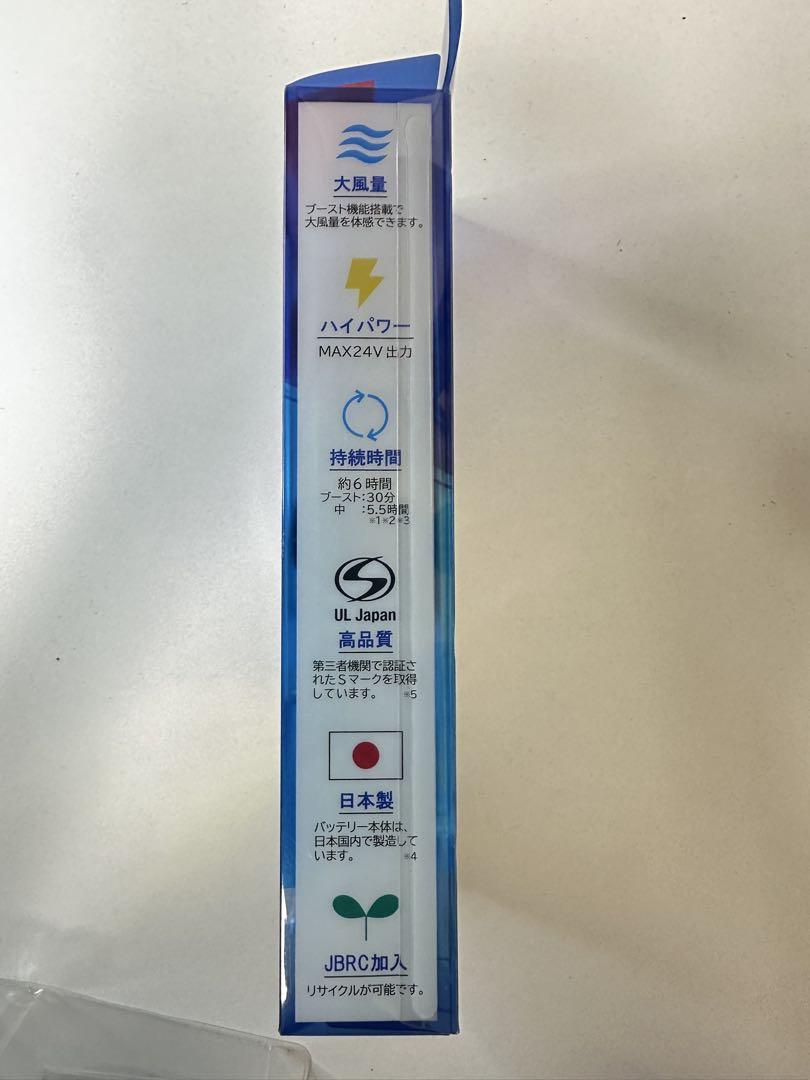 大風量
ブースト機能搭載で
大風量を体感できます。
ハイパワー
MAX24V出力
持続時間
約6時間
ブースト:30分
中　:5.5時間
※1※2※3
UL Japan
高品質
第三者機関で認証さ
れたSマークを取得
しています。　※5
日本製
バッテリー本体は、
日本国内で製造して
います。　※4
JBRC加入
リサイクルが可能です。